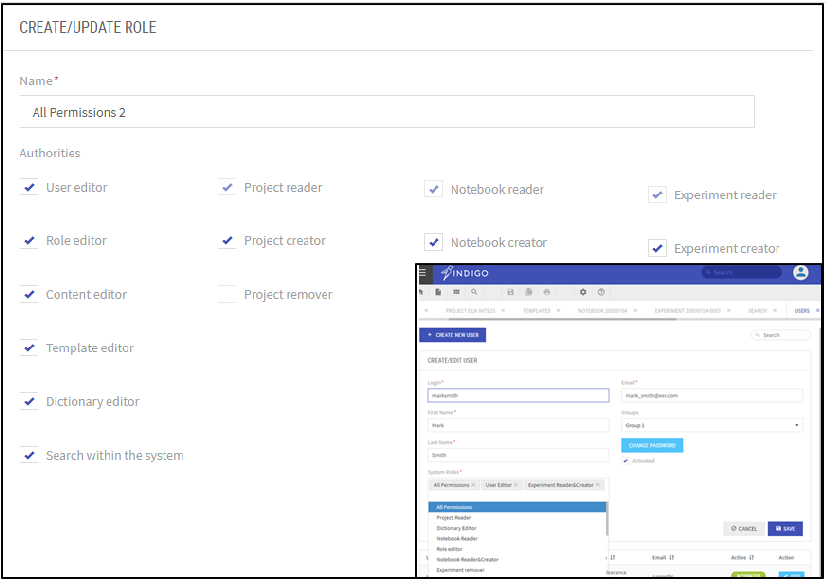 CREATE/UPDATE ROLE
Name*
All Permissions 2
Authorities
User editor
Project reader
Notebook reader
Experiment reader
Role editor
Project creator
Notebook creator
Experiment creator
Content editor
Project remover
Template editor
Dictionary editor
Search within the system
INDIGO
Search
PROJECT ELN 847525
TEMPLATES
NOTEBOOK 20000104
EXPERIMENT 20000104-0003
SEARCH
USERS
+ CREATE NEW USER
Search
CREATE/EDIT USER
Login*
Email*
marksmith
mark_smith@xev.com
First Name*
Groups
Mark
Group 1
Last Name*
CHANGE PASSWORD
Smith
Activated
System Roles*
All Permissions
User Editor
Experiment Reader&Creator
All Permissions
Project Reader
Dictionary Editor
Notebook Reader
Role editor
Notebook Reader&Creator
Experiment remover
CANCEL
SAVE
Email
Active
Action